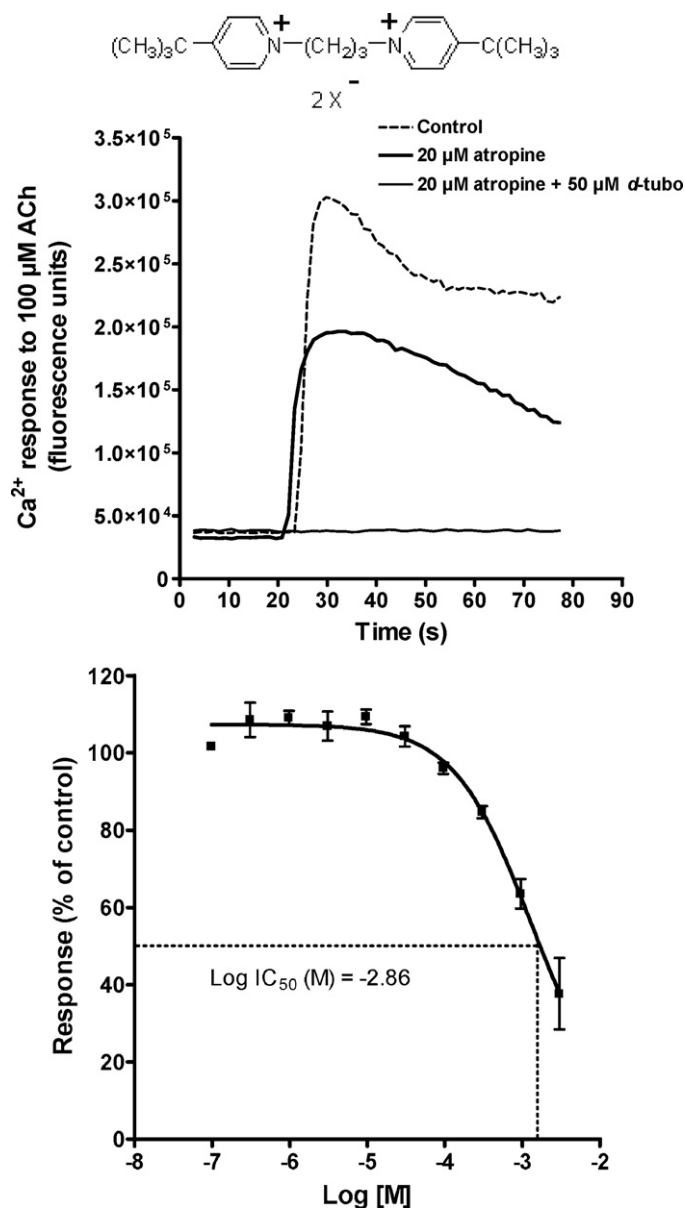 (CH₃)₃C N⁺ (CH₂)₃ N⁺ C(CH₃)₃
2 X⁻
Control
20 µM atropine
20 µM atropine + 50 µM d-tubo
Ca²⁺ response to 100 µM ACh
(fluorescence units)
3.5×10⁵
3.0×10⁵
2.5×10⁵
2.0×10⁵
1.5×10⁵
1.0×10⁵
5.0×10⁴
0
0 10 20 30 40 50 60 70 80 90
Time (s)
Response (% of control)
120
100
80
60
40
20
0
Log IC₅₀ (M) = -2.86
-8 -7 -6 -5 -4 -3 -2
Log [M]